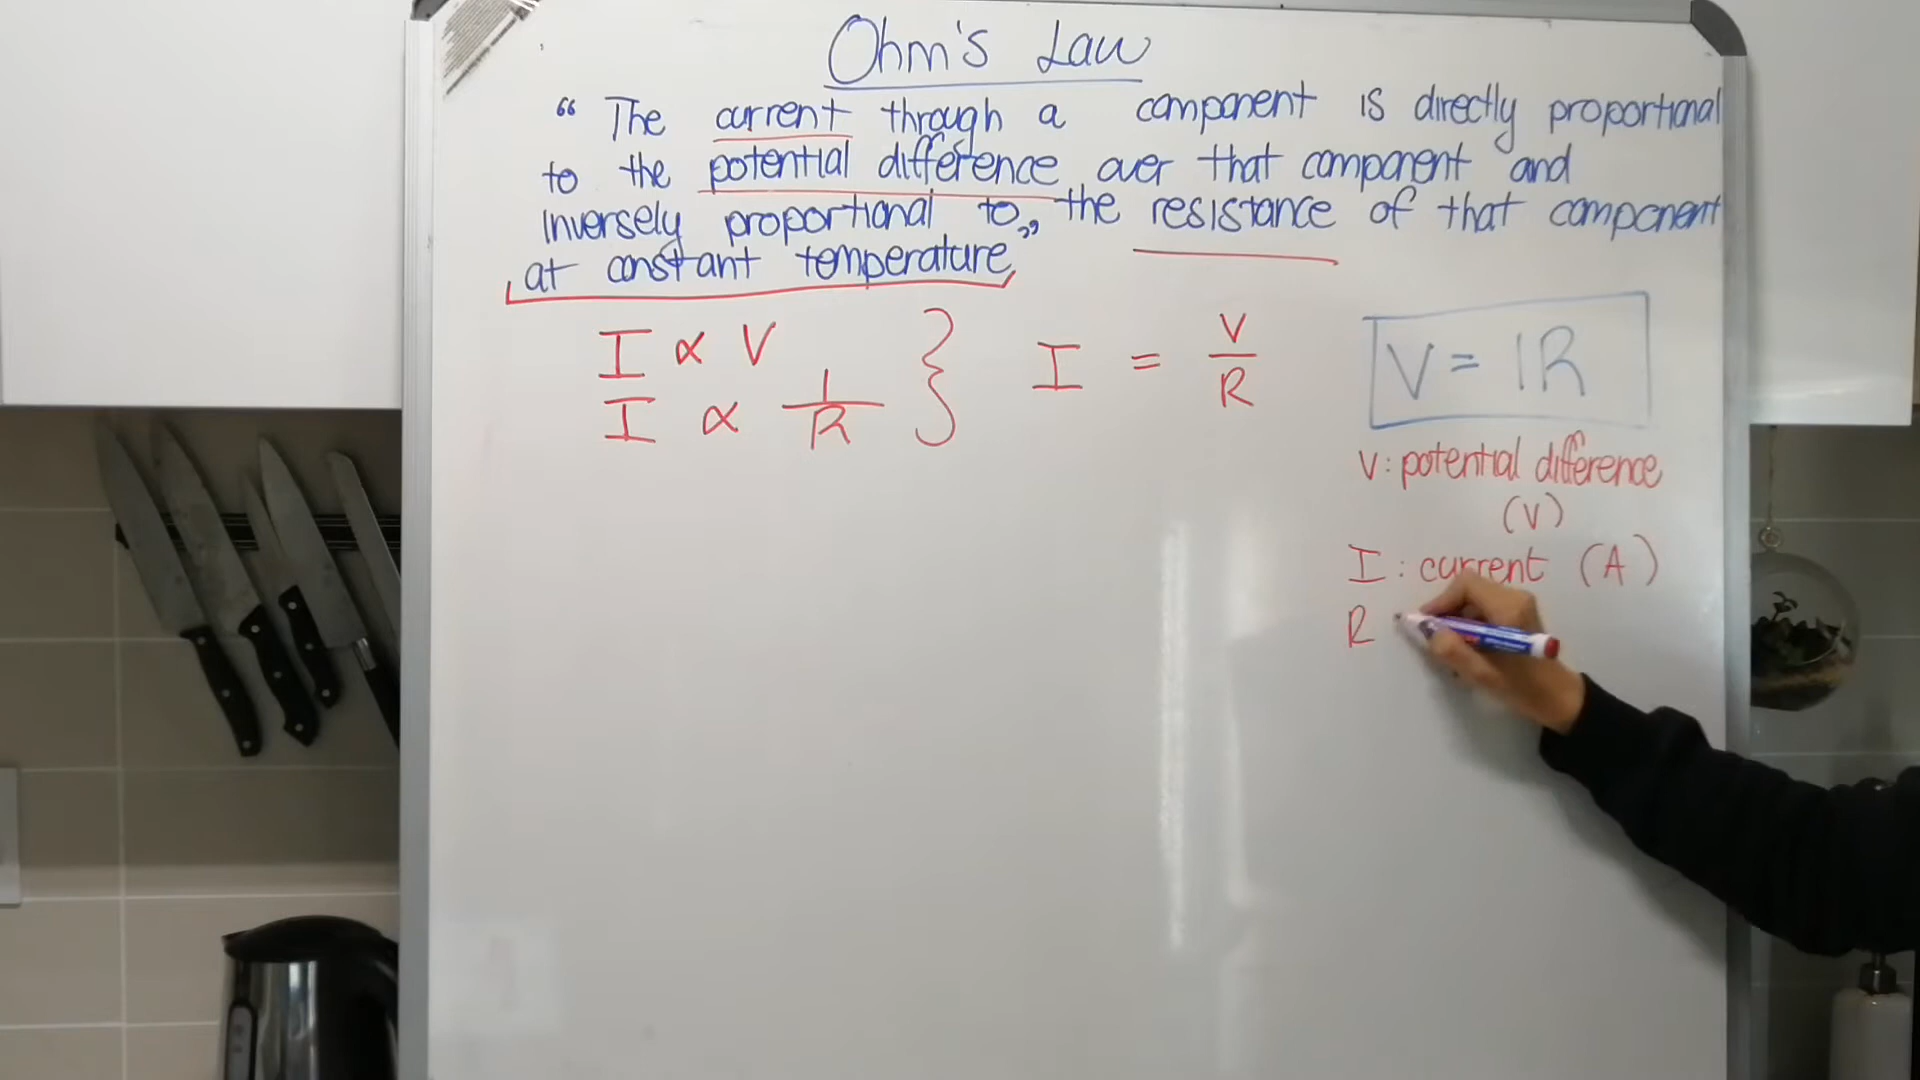 Ohm's Law
“ The current through a component is directly proportional
to the potential difference over that component and
inversely proportional to the resistance of that component
at constant temperature ”
I ∝ V
I ∝ 1/R
} I = V/R
V = IR
V : potential difference
(V)
I : current (A)
R